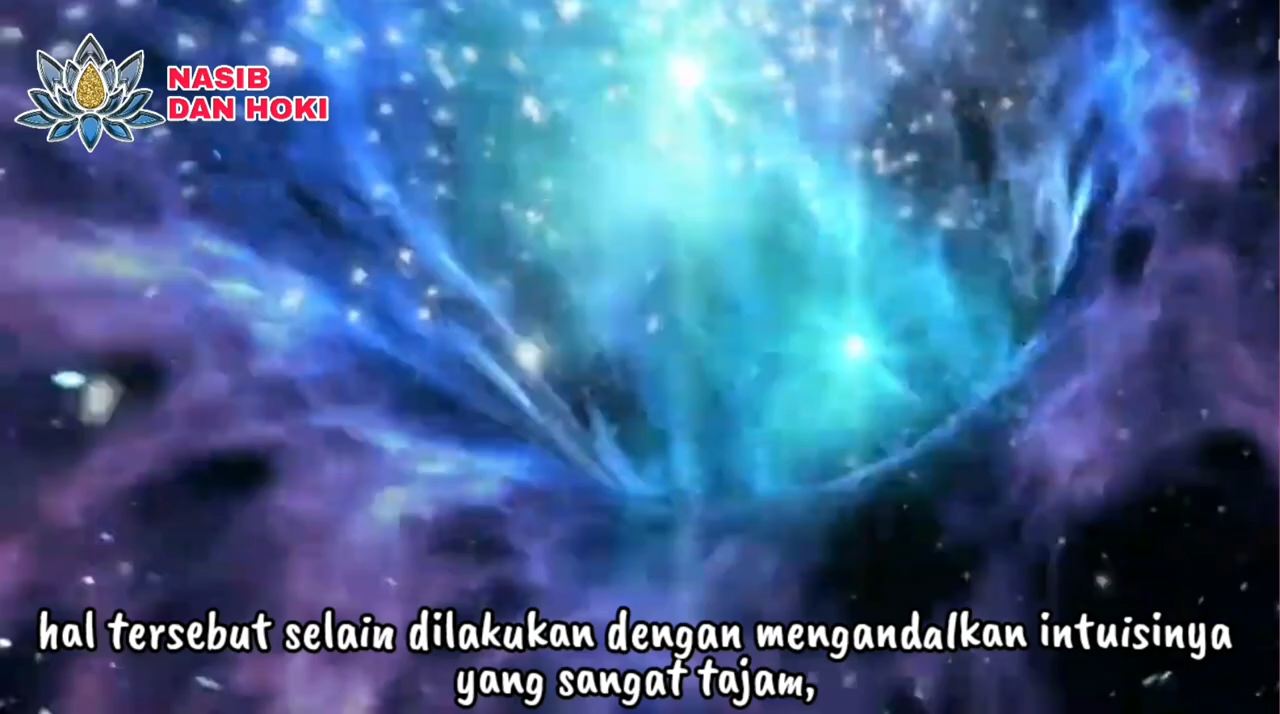 NASIB
DAN HOKI
hal tersebut selain dilakukan dengan mengandalkan intuisinya
yang sangat tajam,